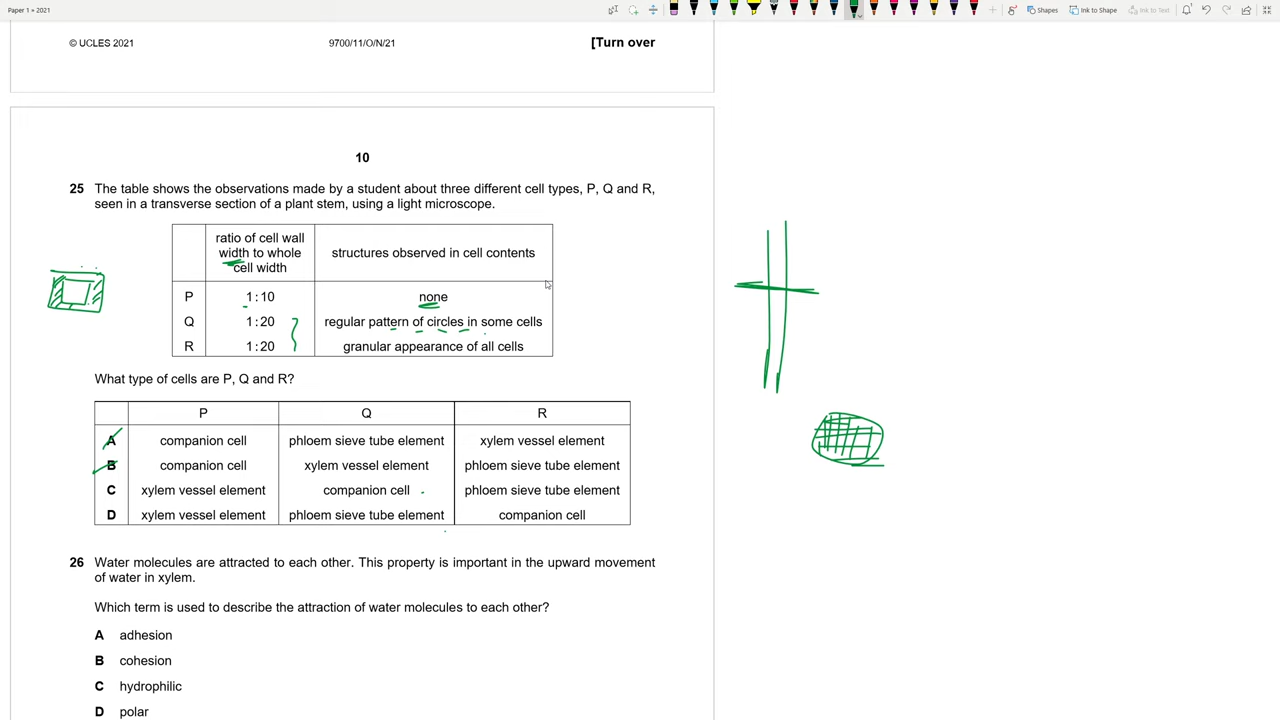 Paper 1 » 2021
Shapes
Ink to Shape
Ink to Text
© UCLES 2021 9700/11/O/N/21 [Turn over
10
25 The table shows the observations made by a student about three different cell types, P, Q and R,
seen in a transverse section of a plant stem, using a light microscope.
ratio of cell wall
width to whole
cell width
structures observed in cell contents
P 1 : 10 none
Q 1 : 20 regular pattern of circles in some cells
R 1 : 20 granular appearance of all cells
What type of cells are P, Q and R?
P Q R
A companion cell phloem sieve tube element xylem vessel element
B companion cell xylem vessel element phloem sieve tube element
C xylem vessel element companion cell phloem sieve tube element
D xylem vessel element phloem sieve tube element companion cell
26 Water molecules are attracted to each other. This property is important in the upward movement
of water in xylem.
Which term is used to describe the attraction of water molecules to each other?
A adhesion
B cohesion
C hydrophilic
D polar